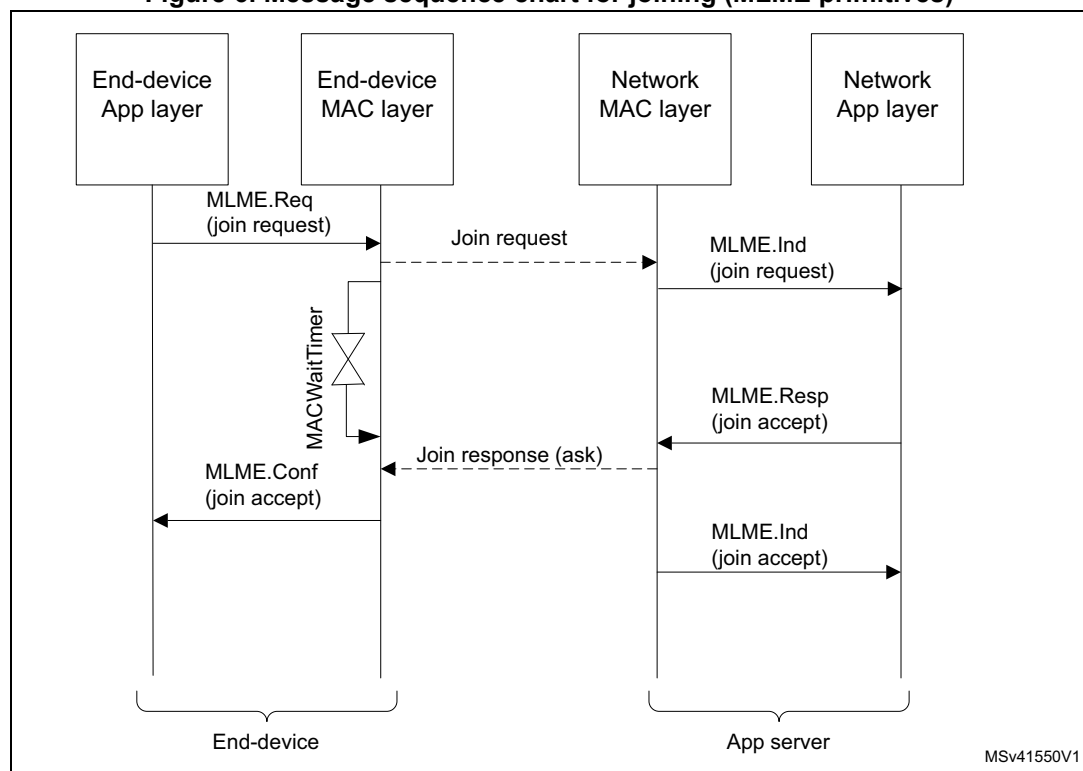 Figure 6. Message sequence chart for joining (MLME primitives)
End-device
App layer
End-device
MAC layer
Network
MAC layer
Network
App layer
MLME.Req
(join request)
Join request
MLME.Ind
(join request)
MACWaitTimer
MLME.Resp
(join accept)
Join response (ask)
MLME.Conf
(join accept)
MLME.Ind
(join accept)
End-device
App server
MSv41550V1